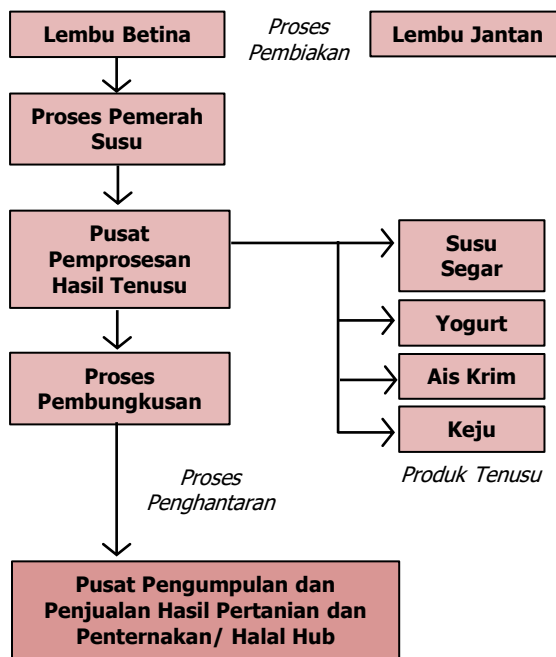 Lembu Betina
Proses
Pembiakan
Lembu Jantan
Proses Pemerah
Susu
Pusat
Pemprosesan
Hasil Tenusu
Susu
Segar
Yogurt
Ais Krim
Keju
Produk Tenusu
Proses
Pembungkusan
Proses
Penghantaran
Pusat Pengumpulan dan
Penjualan Hasil Pertanian dan
Penternakan/ Halal Hub